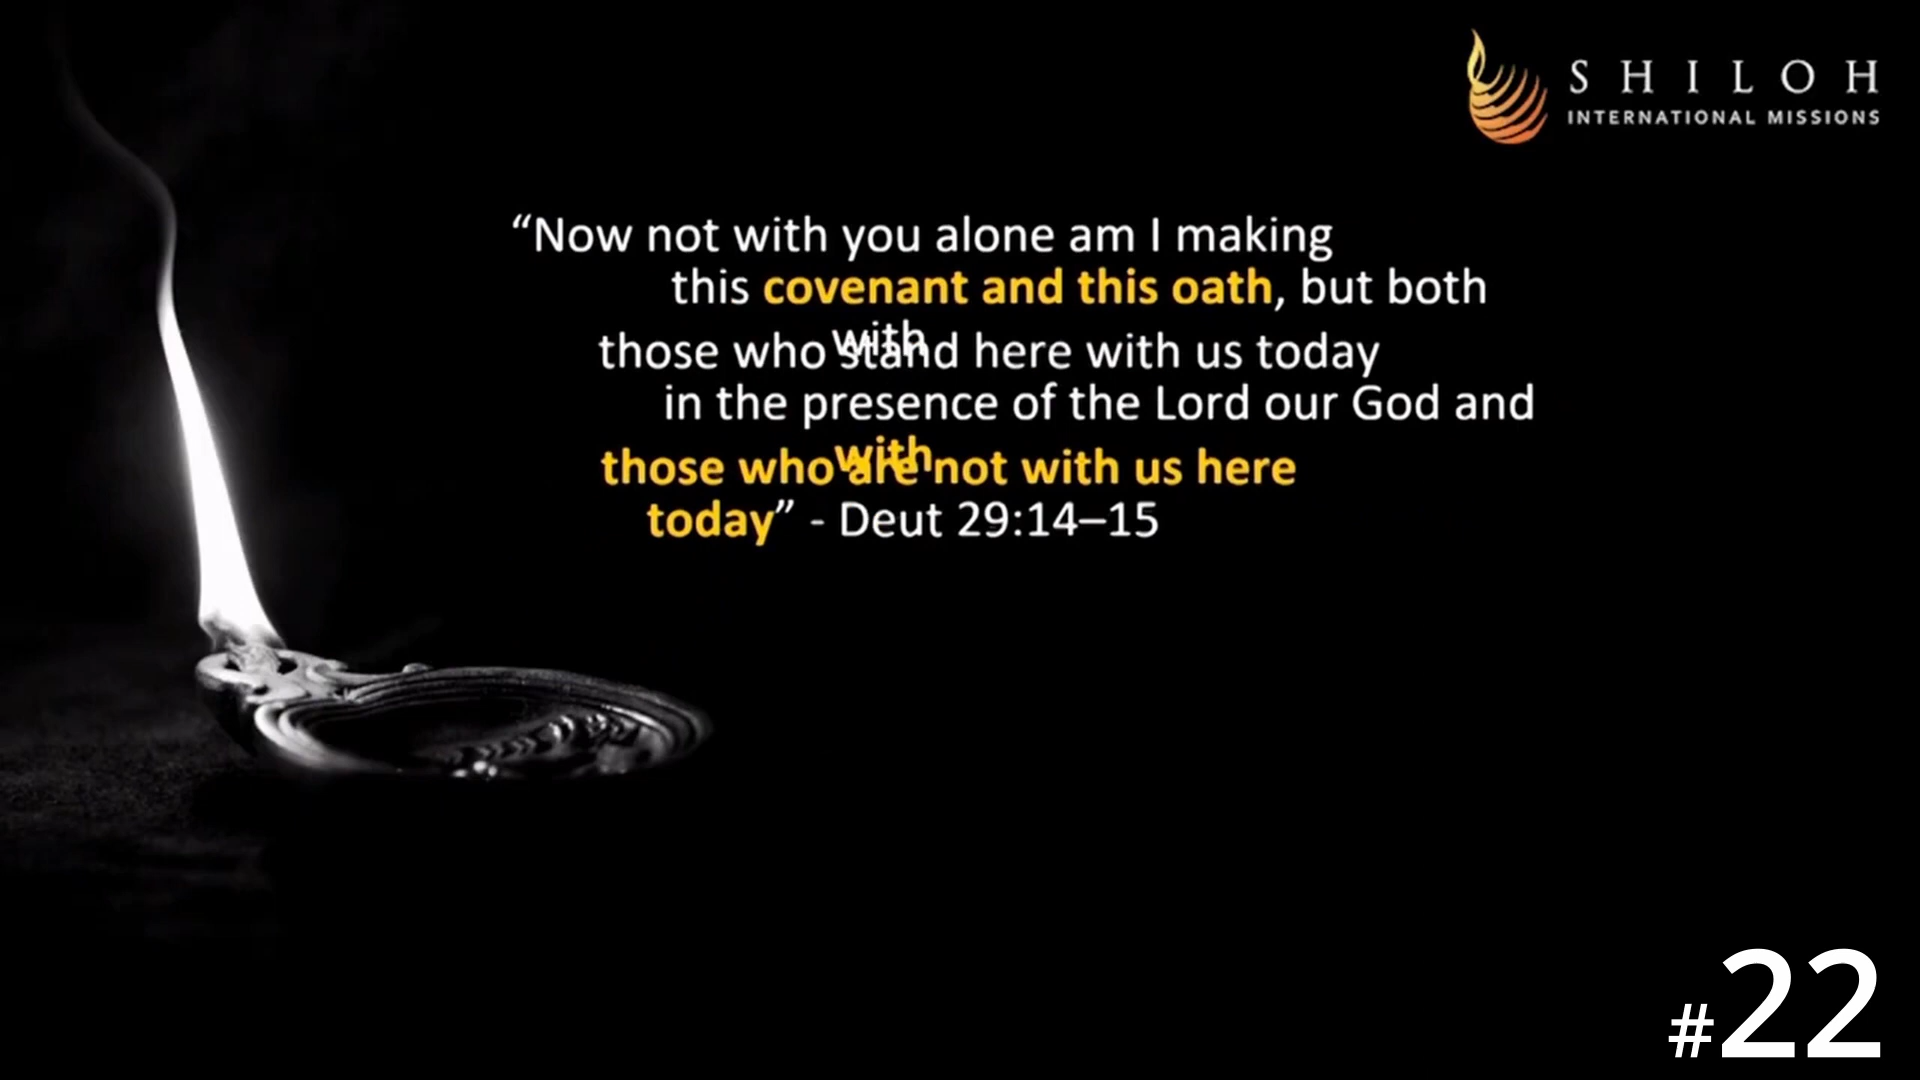 SHILOH
INTERNATIONAL MISSIONS
“Now not with you alone am I making
this covenant and this oath, but both
with
those who stand here with us today
in the presence of the Lord our God and
with
those who are not with us here
today” - Deut 29:14–15
#22